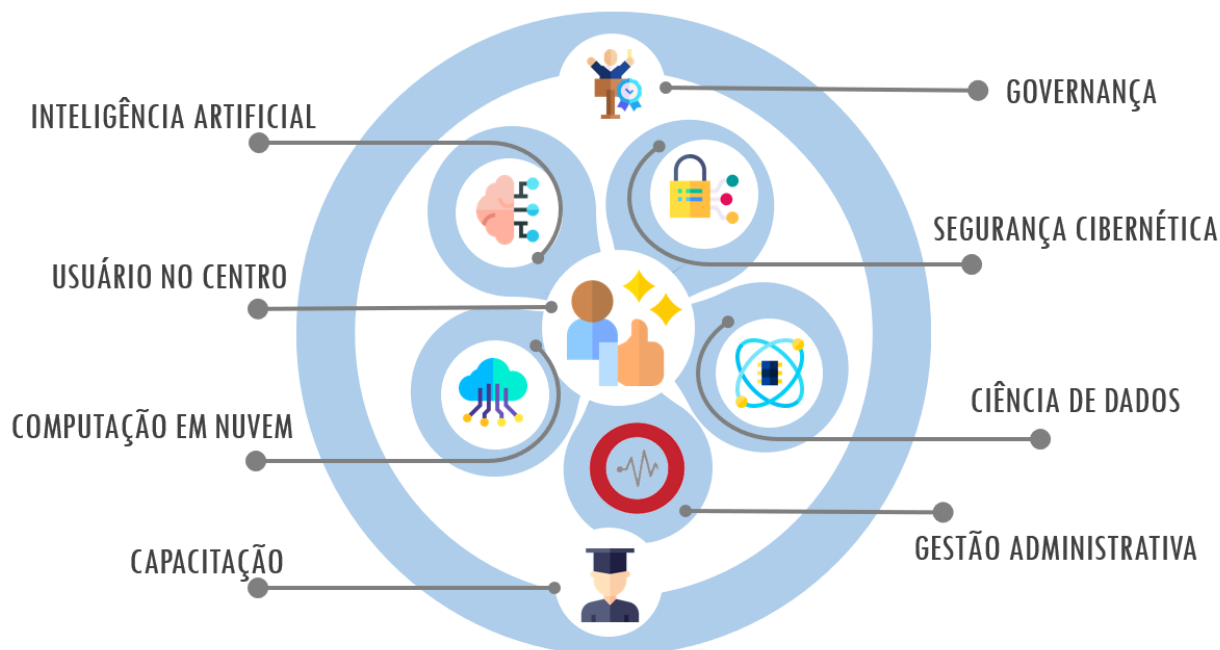 GOVERNANÇA
INTELIGÊNCIA ARTIFICIAL
SEGURANÇA CIBERNÉTICA
USUÁRIO NO CENTRO
CIÊNCIA DE DADOS
COMPUTAÇÃO EM NUVEM
GESTÃO ADMINISTRATIVA
CAPACITAÇÃO